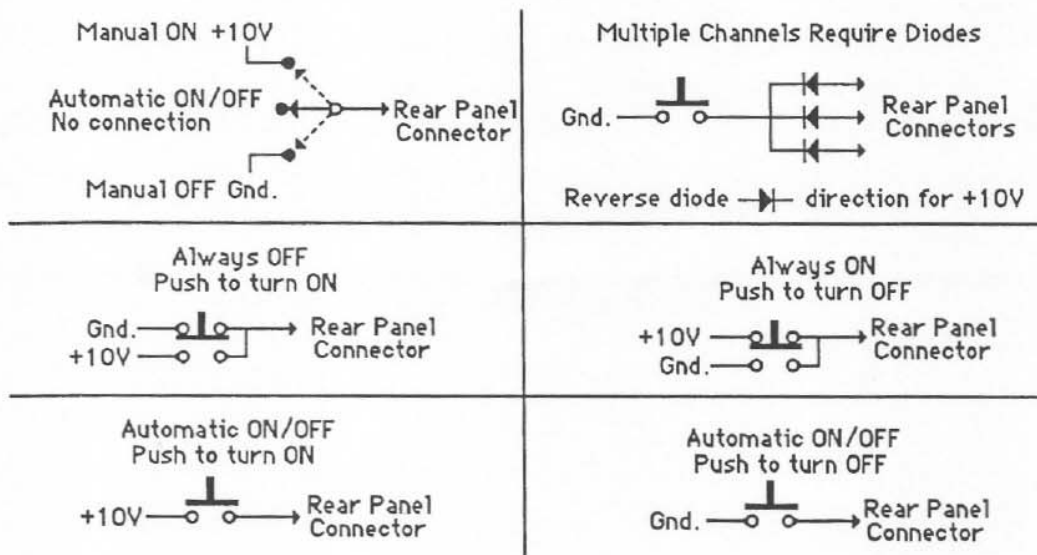 Manual ON +10V
Automatic ON/OFF
No connection
Rear Panel
Connector
Manual OFF Gnd.
Multiple Channels Require Diodes
Gnd.
Rear Panel
Connectors
Reverse diode direction for +10V
Always OFF
Push to turn ON
Gnd.
+10V
Rear Panel
Connector
Always ON
Push to turn OFF
+10V
Gnd.
Rear Panel
Connector
Automatic ON/OFF
Push to turn ON
+10V
Rear Panel
Connector
Automatic ON/OFF
Push to turn OFF
Gnd.
Rear Panel
Connector